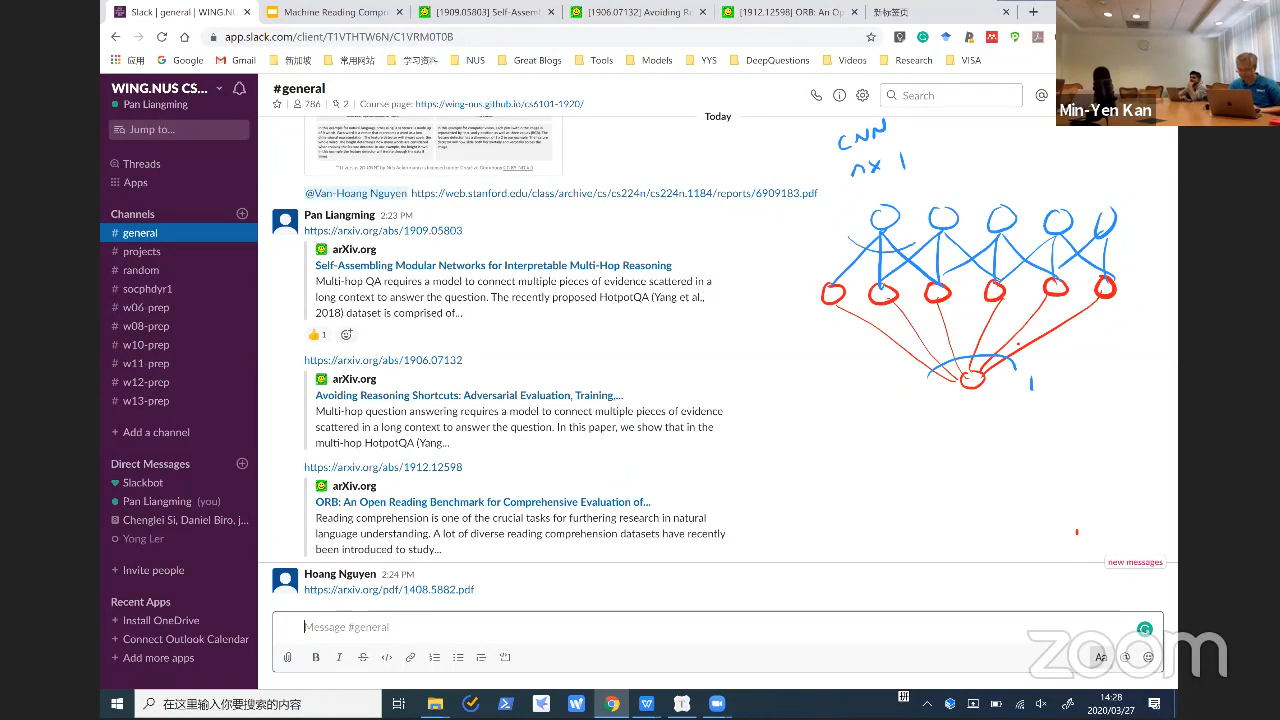 Machine Reading Com
[1909.05803] Self-Assem
[1906.07132] Avoiding Re
[1912.12598] ORB: An Op
新标签页
app.slack.com/client/T1VTHTW6N/C1VRM0T0B
应用
Google
Gmail
新加坡
常用网站
学习资料
NUS
Great Blogs
Tools
Models
YYS
DeepQuestions
Videos
Research
VISA
Min-Yen Kan
WING.NUS CS...
Pan Liangming
Jump to...
Threads
Apps
Channels
# general
# projects
# random
# socphdyr1
# w06-prep
# w08-prep
# w10-prep
# w11-prep
# w12-prep
# w13-prep
+ Add a channel
Direct Messages
Slackbot
Pan Liangming (you)
Chenglei Si, Daniel Biro, j...
Yong Ler
+ Invite people
Recent Apps
+ Install OneDrive
+ Connect Outlook Calendar
+ Add more apps
#general
786
2
Course page: https://wing-nus.github.io/cs6101-1920/
Search
Today
@Van-Hoang Nguyen https://web.stanford.edu/class/archive/cs/cs224n/cs224n.1184/reports/6909183.pdf
Pan Liangming 2:23 PM
https://arxiv.org/abs/1909.05803
arXiv.org
Self-Assembling Modular Networks for Interpretable Multi-Hop Reasoning
Multi-hop QA requires a model to connect multiple pieces of evidence scattered in a
long context to answer the question. The recently proposed HotpotQA (Yang et al.,
2018) dataset is comprised of...
1
https://arxiv.org/abs/1906.07132
arXiv.org
Avoiding Reasoning Shortcuts: Adversarial Evaluation, Training,...
Multi-hop question answering requires a model to connect multiple pieces of evidence
scattered in a long context to answer the question. In this paper, we show that in the
multi-hop HotpotQA (Yang...
https://arxiv.org/abs/1912.12598
arXiv.org
ORB: An Open Reading Benchmark for Comprehensive Evaluation of...
Reading comprehension is one of the crucial tasks for furthering research in natural
language understanding. A lot of diverse reading comprehension datasets have recently
been introduced to study...
new messages
Hoang Nguyen 2:24 PM
https://arxiv.org/pdf/1408.5882.pdf
Message #general
CNN
nx 1
1
zoom
在这里输入你要搜索的内容
14:28
2020/03/27